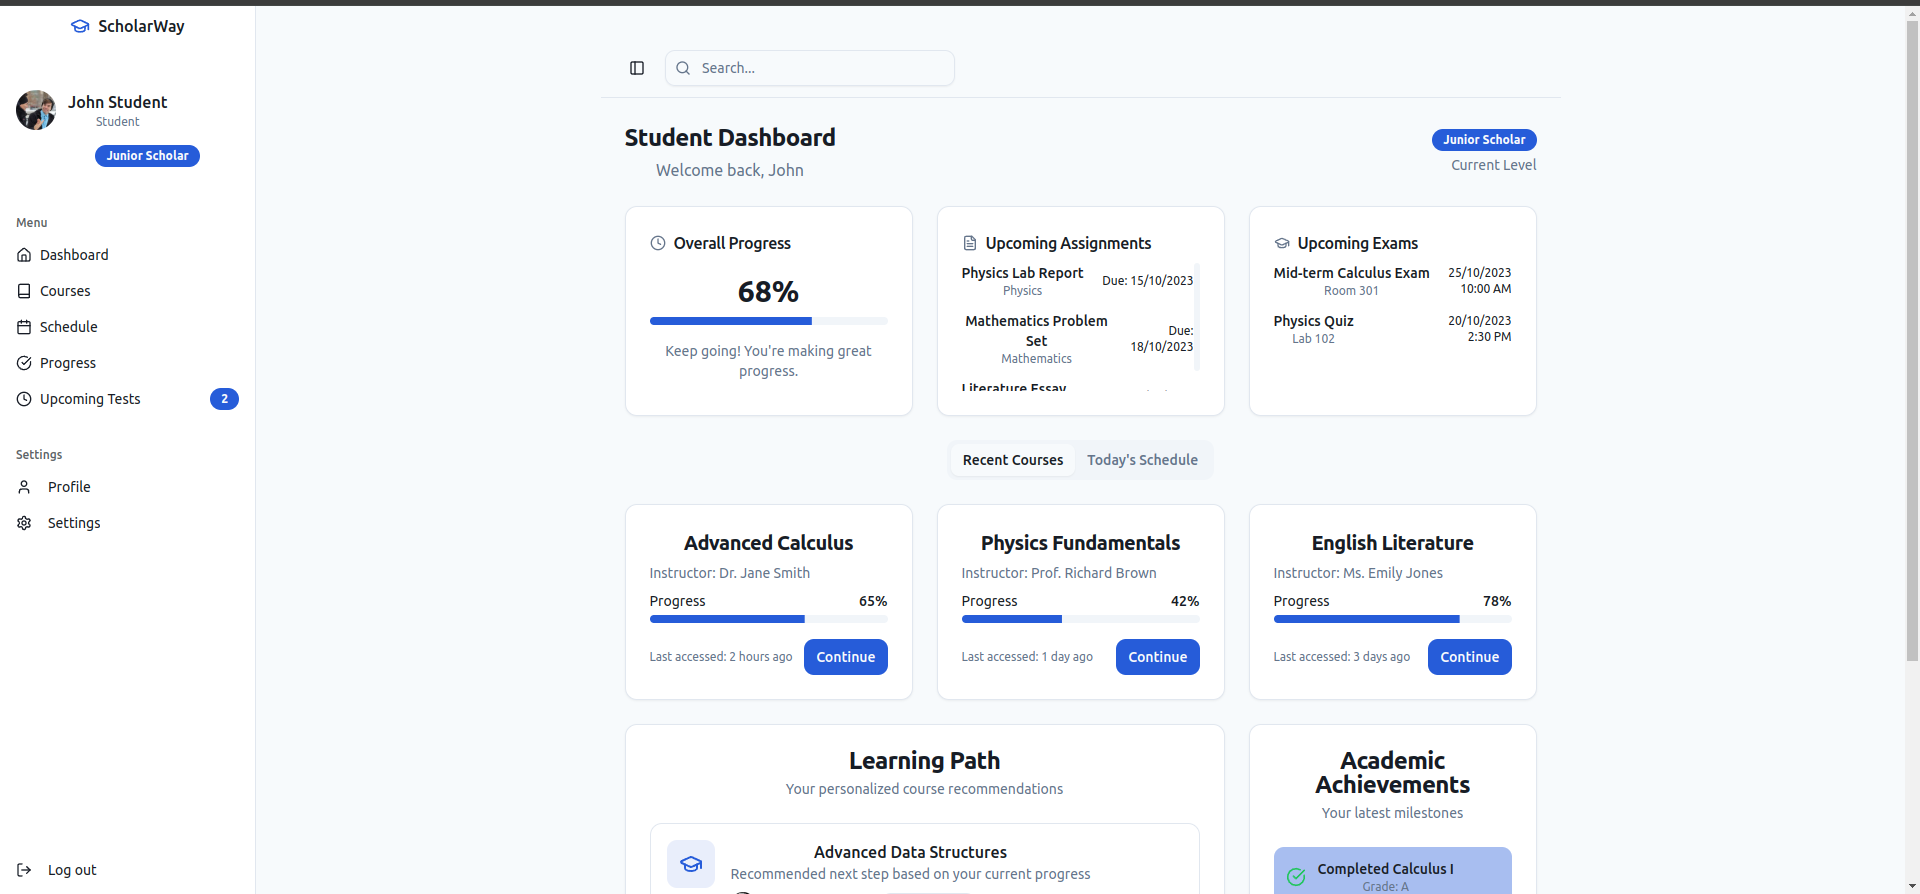 ScholarWay
John Student
Student
Junior Scholar
Menu
Dashboard
Courses
Schedule
Progress
Upcoming Tests 2
Settings
Profile
Settings
Log out
Search...
Student Dashboard
Welcome back, John
Junior Scholar
Current Level
Overall Progress
68%
Keep going! You're making great
progress.
Upcoming Assignments
Physics Lab Report
Physics
Due: 15/10/2023
Mathematics Problem
Set
Mathematics
Due:
18/10/2023
Literature Essay
Upcoming Exams
Mid-term Calculus Exam
Room 301
25/10/2023
10:00 AM
Physics Quiz
Lab 102
20/10/2023
2:30 PM
Recent Courses Today's Schedule
Advanced Calculus
Instructor: Dr. Jane Smith
Progress 65%
Last accessed: 2 hours ago Continue
Physics Fundamentals
Instructor: Prof. Richard Brown
Progress 42%
Last accessed: 1 day ago Continue
English Literature
Instructor: Ms. Emily Jones
Progress 78%
Last accessed: 3 days ago Continue
Learning Path
Your personalized course recommendations
Advanced Data Structures
Recommended next step based on your current progress
Academic
Achievements
Your latest milestones
Completed Calculus I
Grade: A